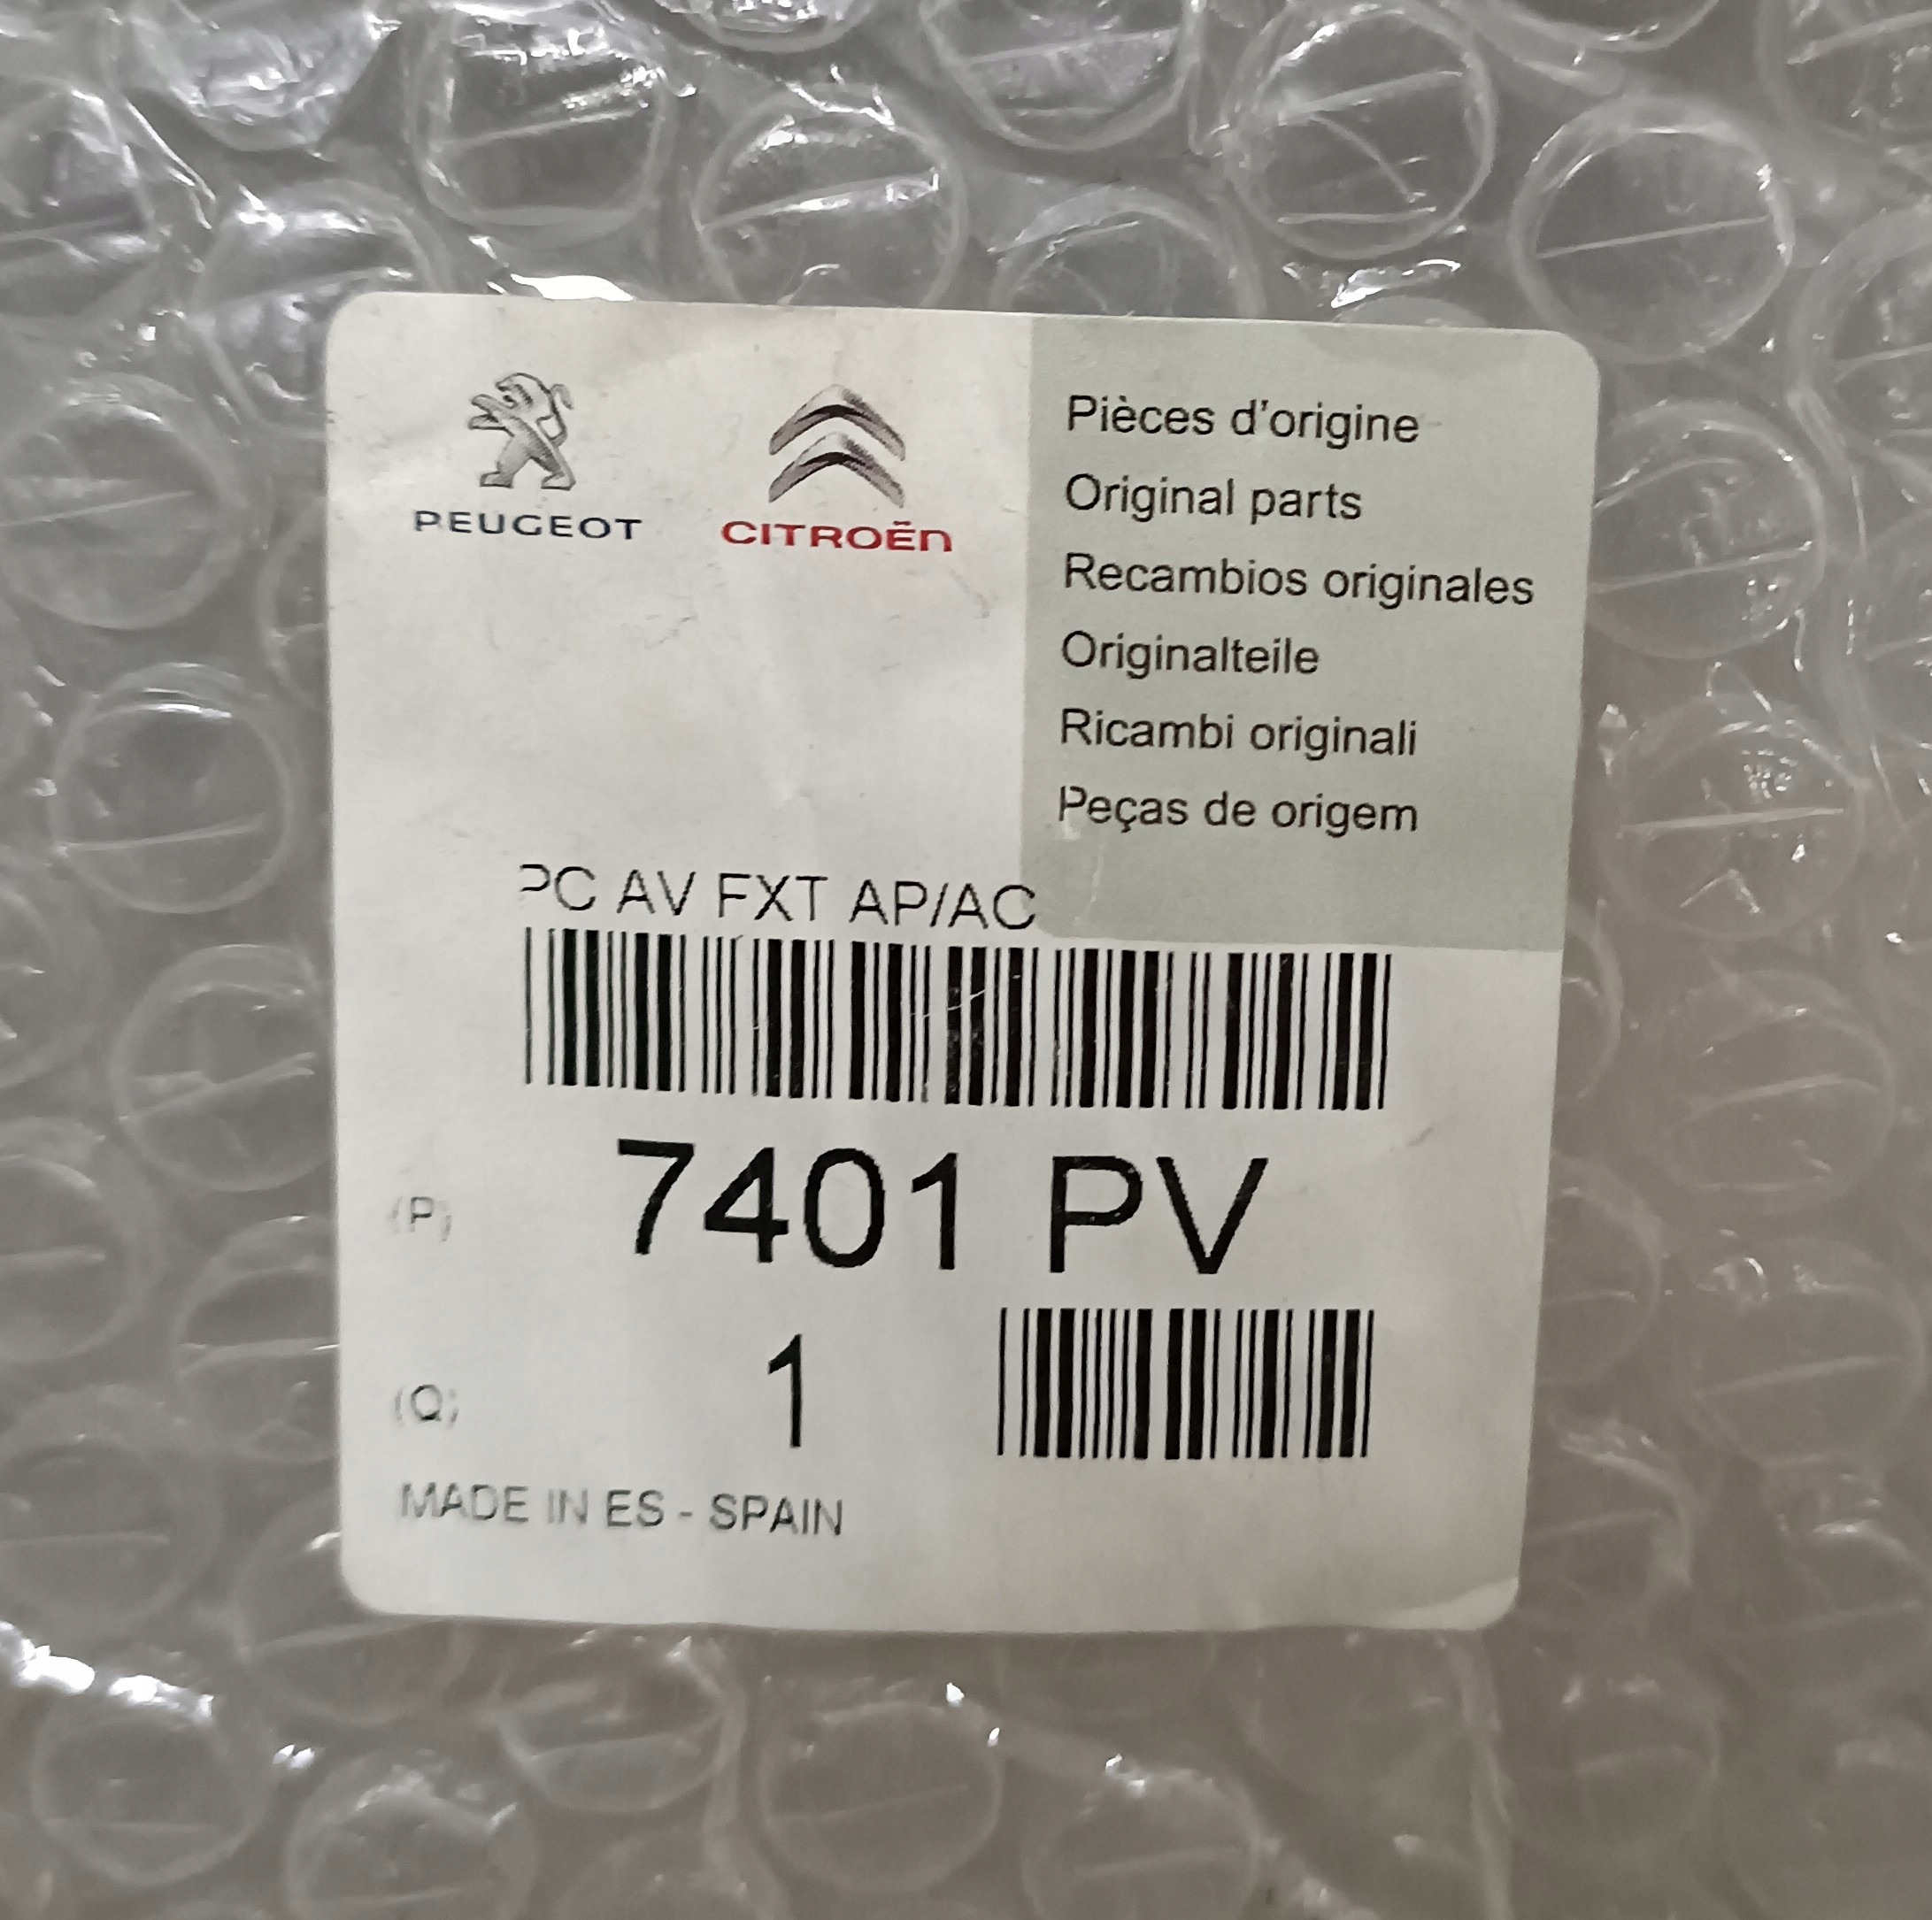 PEUGEOT
CITROËN
Pièces d'origine
Original parts
Recambios originales
Originalteile
Ricambi originali
Peças de origem
PC AV FXT AP/AC
(P) 7401 PV
(Q) 1
MADE IN ES - SPAIN